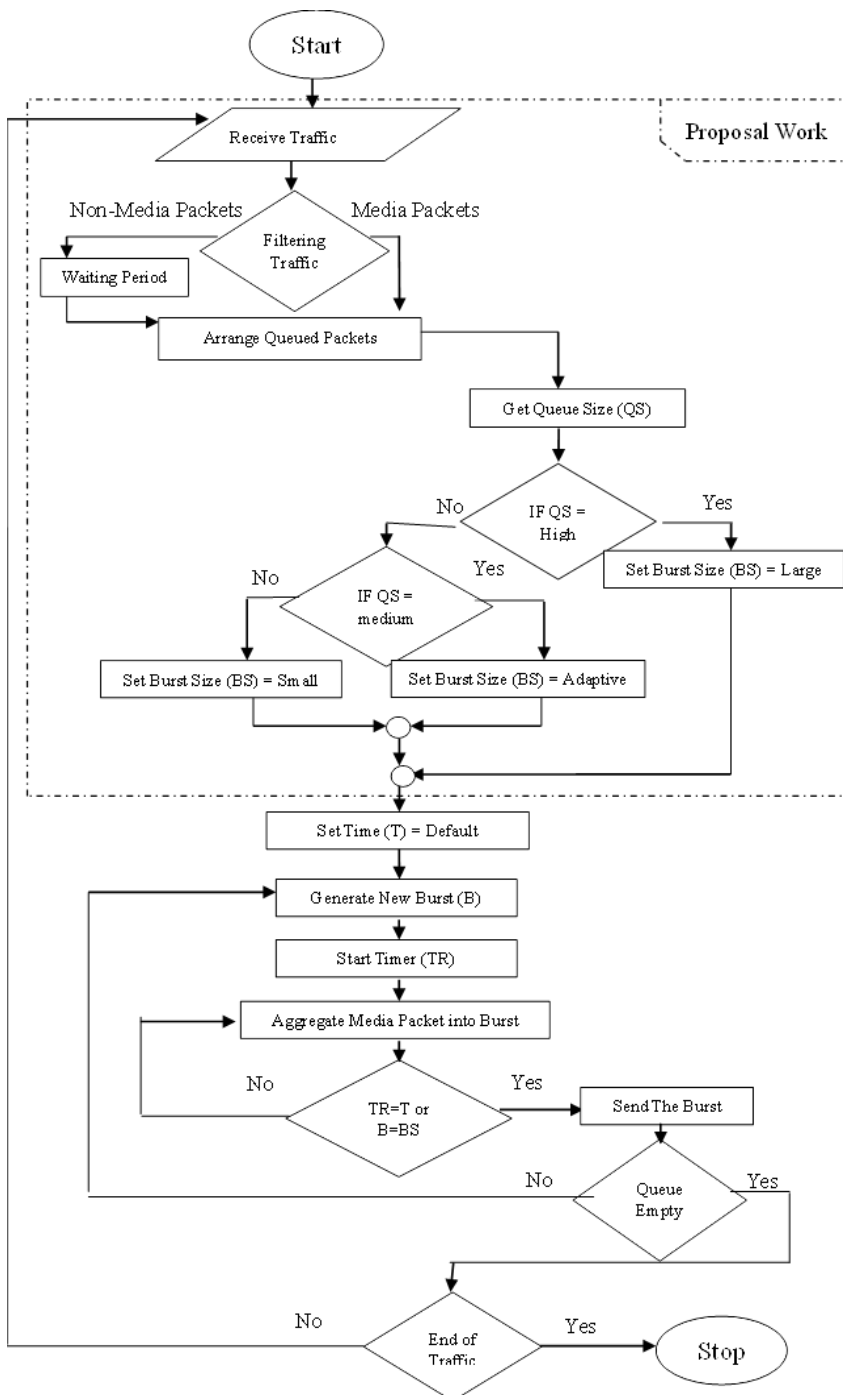 Start
Proposal Work
Receive Traffic
Non-Media Packets
Media Packets
Filtering
Traffic
Waiting Period
Arrange Queued Packets
Get Queue Size (QS)
No
IF QS =
High
Yes
Set Burst Size (BS) = Large
No
IF QS =
medium
Yes
Set Burst Size (BS) = Small
Set Burst Size (BS) = Adaptive
Set Time (T) = Default
Generate New Burst (B)
Start Timer (TR)
Aggregate Media Packet into Burst
No
TR=T or
B=BS
Yes
Send The Burst
No
Queue
Empty
Yes
No
End of
Traffic
Yes
Stop